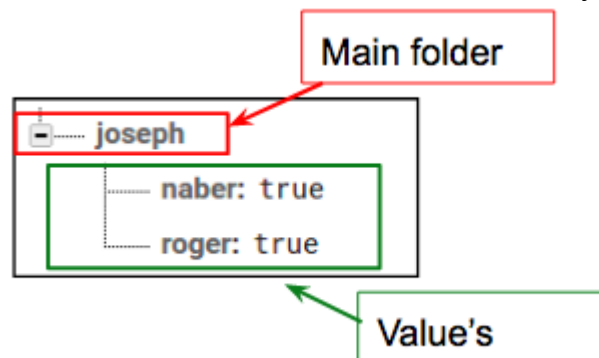 Main folder
joseph
naber: true
roger: true
Value's